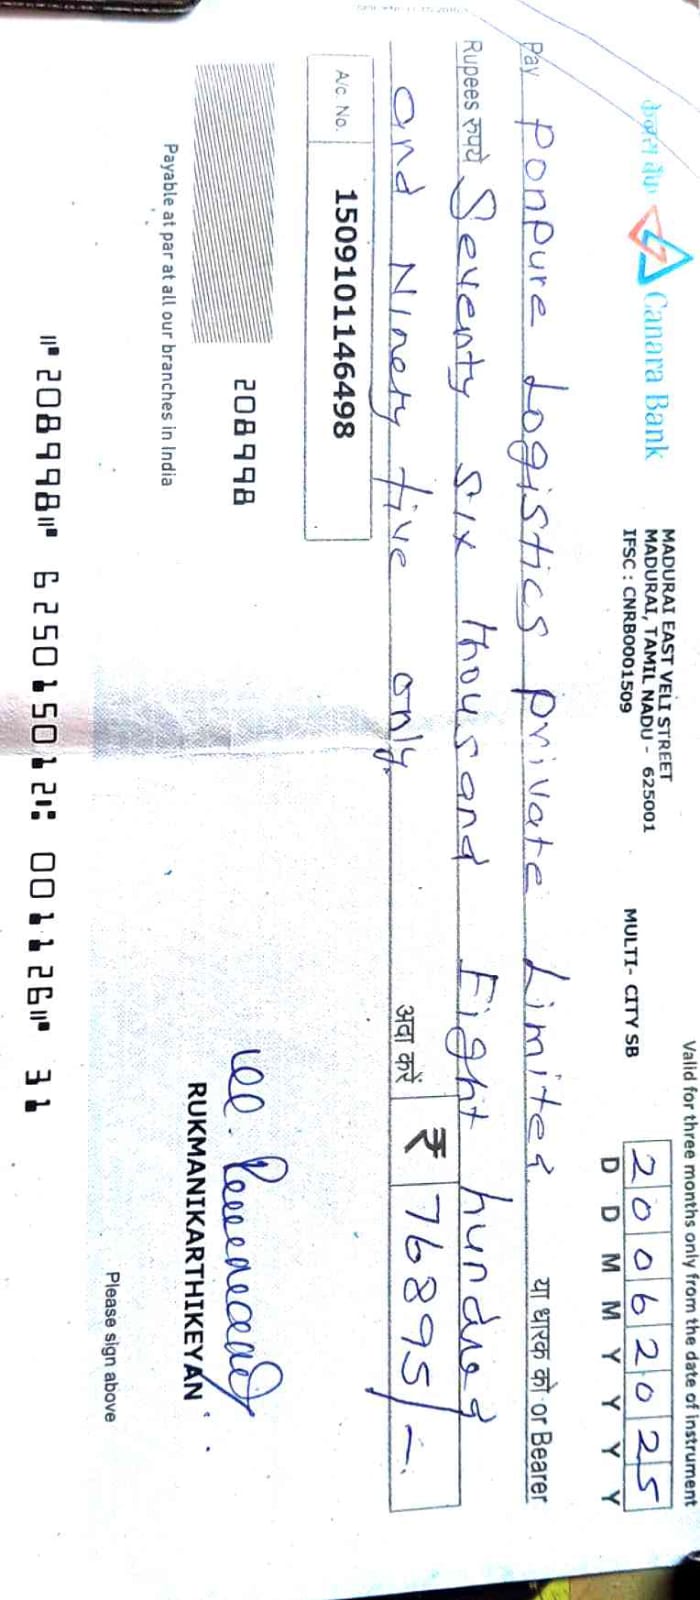 Valid for three months only from the date of instrument
केनरा बैंक Canara Bank
MADURAI EAST VELI STREET
MADURAI, TAMIL NADU - 625001
IFSC : CNRB0001509
MULTI- CITY SB
20062025
D D M M Y Y Y Y
Pay Ponpure Logistics private Limited या धारक को or Bearer
Rupees रुपये Seventy six thousand Eight hundred
and Ninety five only. अदा करें ₹ 76895/-
A/c. No. 1509101146498
208998
RUKMANIKARTHIKEYAN
Payable at par at all our branches in India
Please sign above
⑈208998⑈ 625015012⑆ 001126⑈ 31